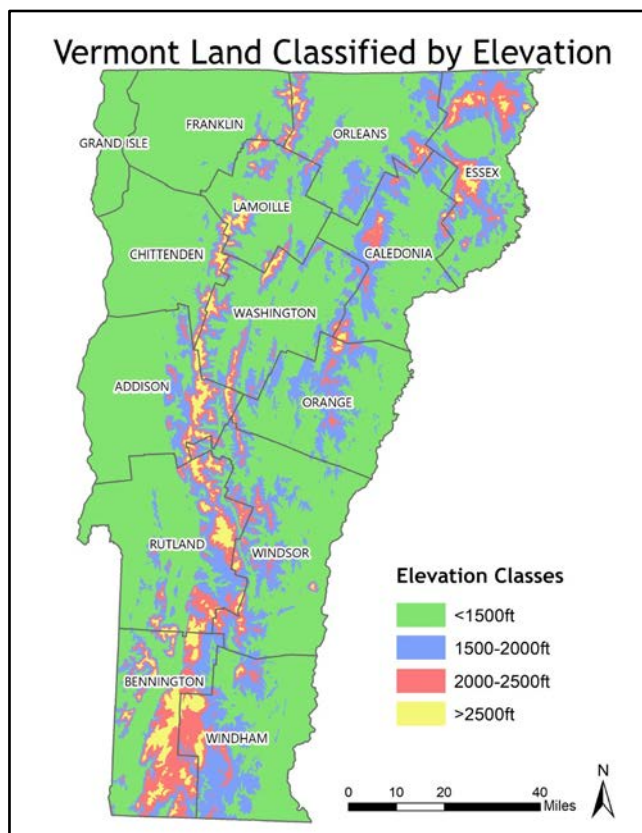 Vermont Land Classified by Elevation
FRANKLIN
ORLEANS
GRAND ISLE
ESSEX
LAMOILLE
CHITTENDEN
CALEDONIA
WASHINGTON
ADDISON
ORANGE
RUTLAND
WINDSOR
BENNINGTON
WINDHAM
Elevation Classes
<1500ft
1500-2000ft
2000-2500ft
>2500ft
N
0 10 20 40
Miles